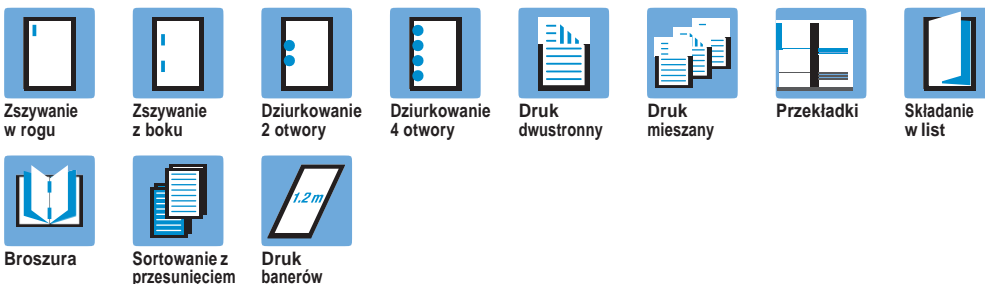 Zszywanie
w rogu
Zszywanie
z boku
Dziurkowanie
2 otwory
Dziurkowanie
4 otwory
Druk
dwustronny
Druk
mieszany
Przekładki
Składanie
w list
1.2 m
Broszura
Sortowanie z
przesunięciem
Druk
banerów